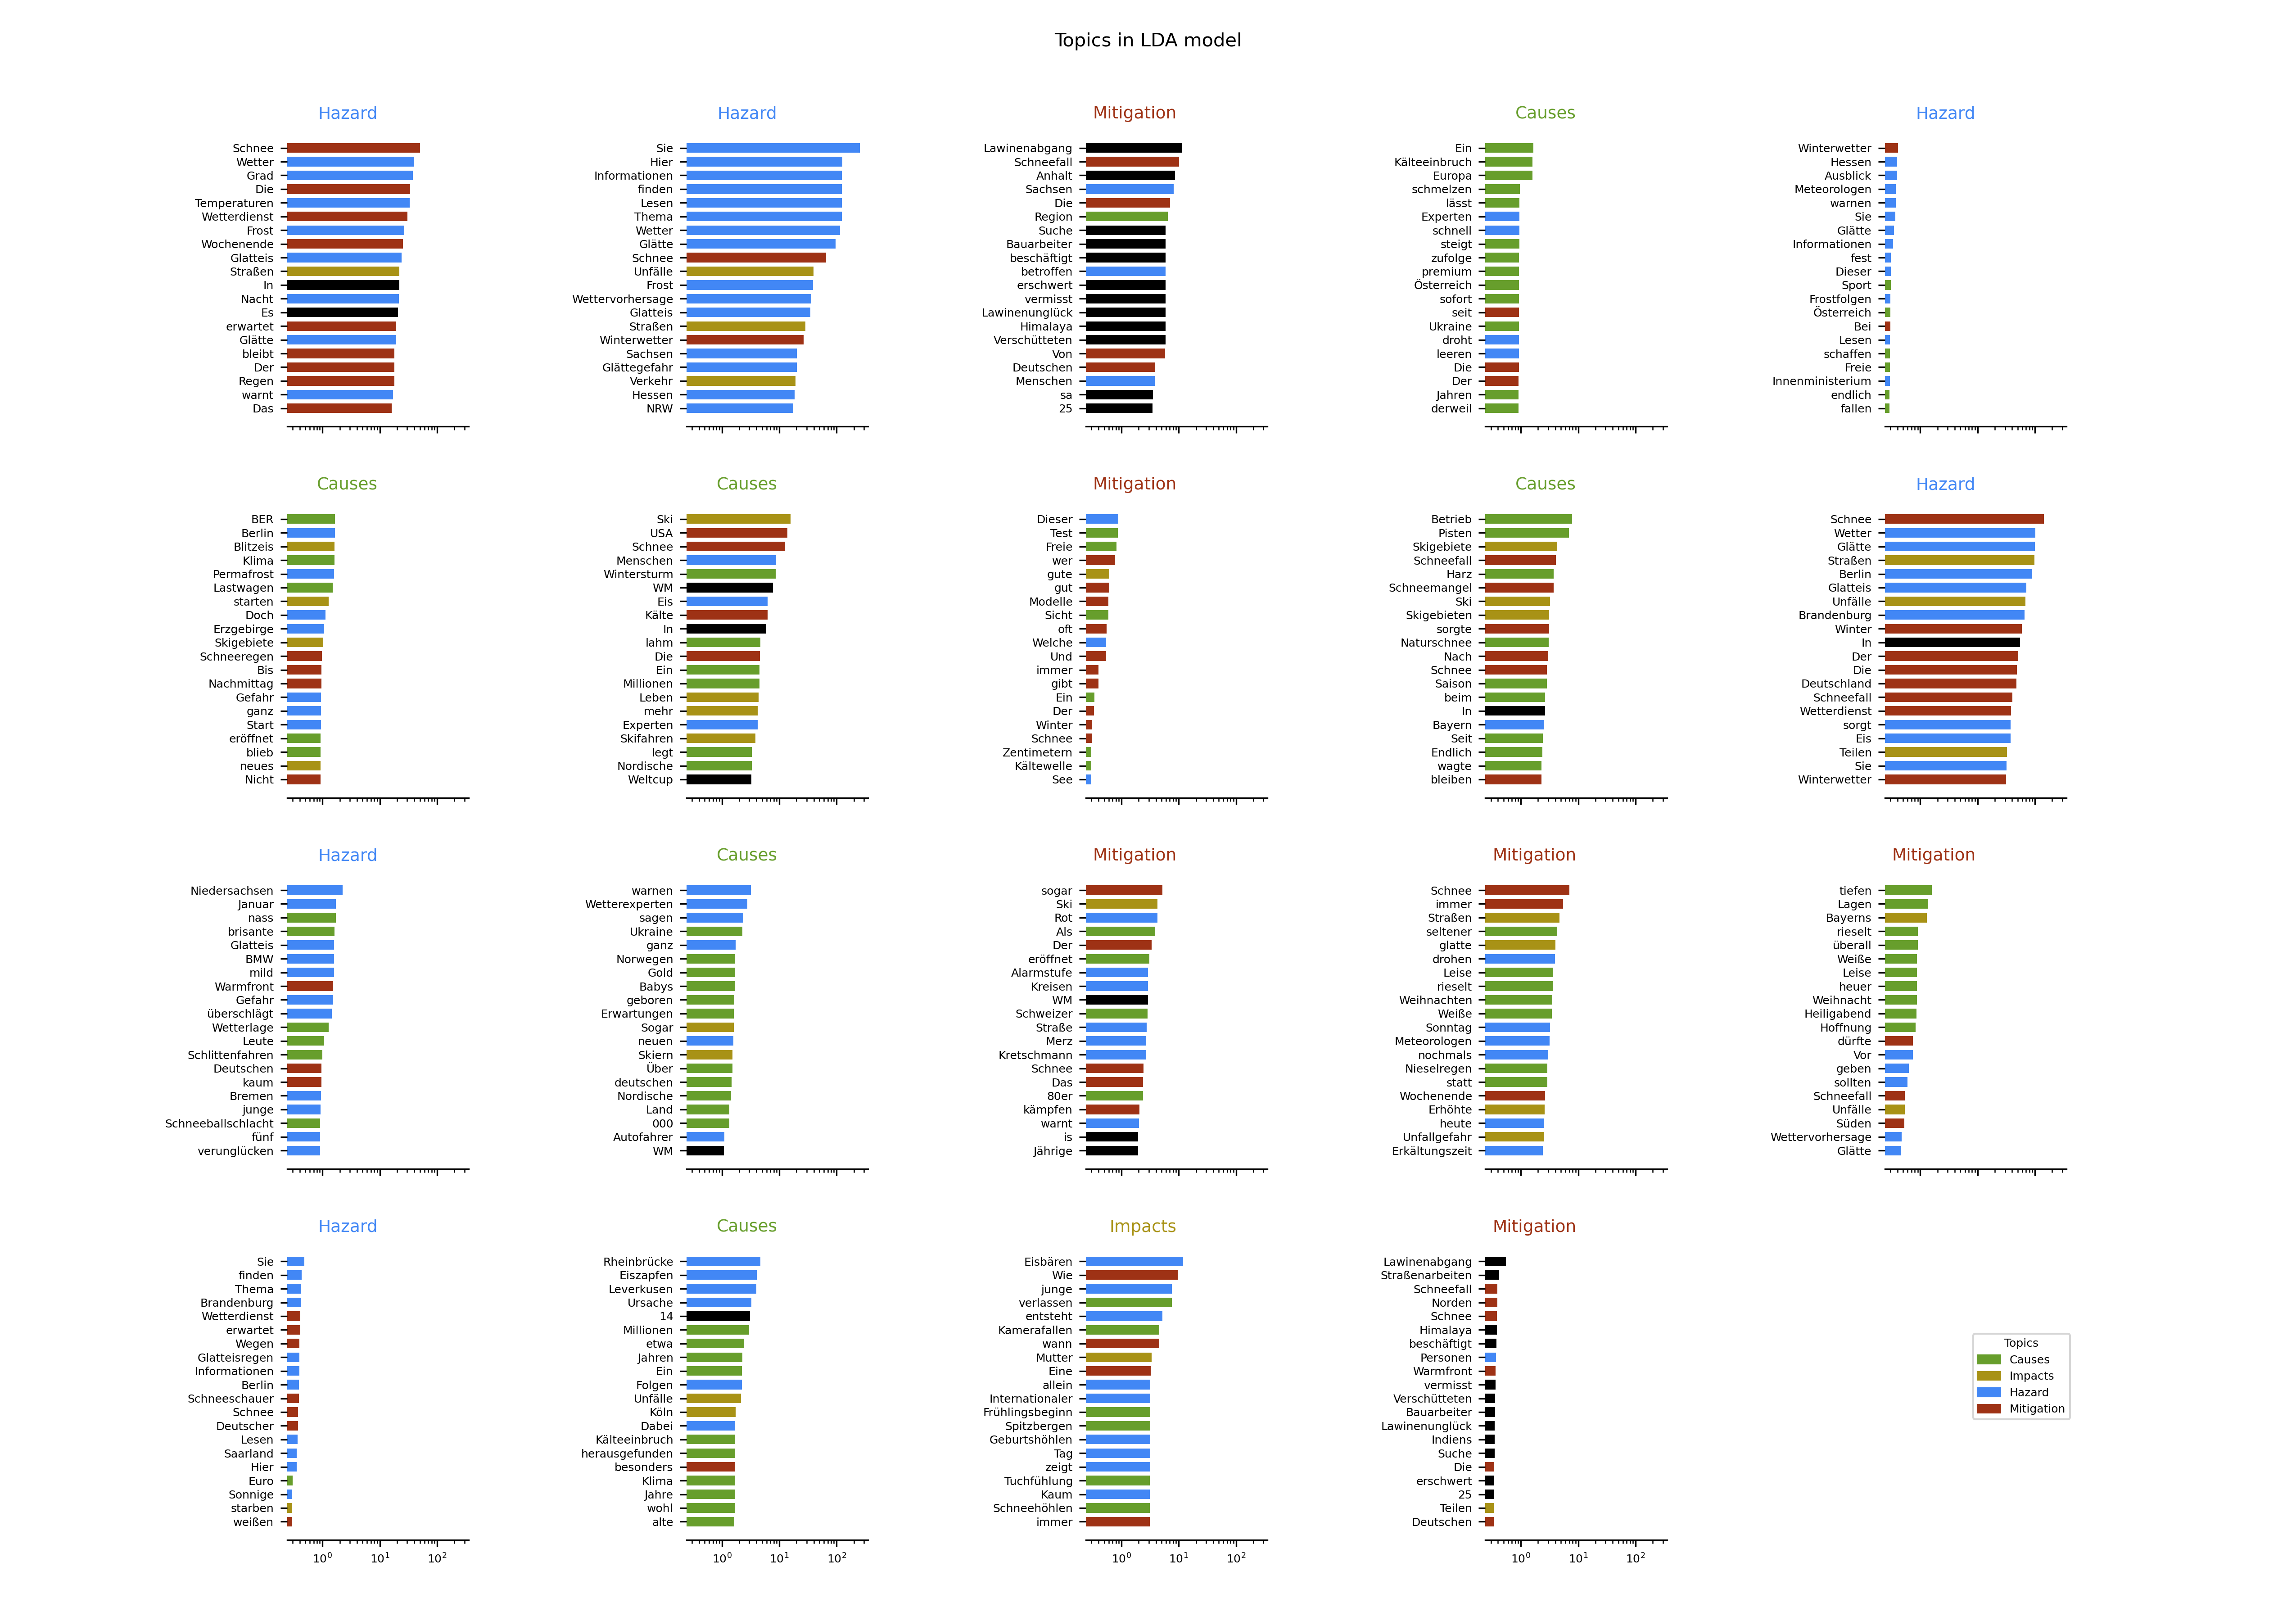 Topics in LDA model
Hazard
Schnee
Wetter
Grad
Die
Temperaturen
Wetterdienst
Frost
Wochenende
Glatteis
Straßen
In
Nacht
Es
erwartet
Glätte
bleibt
Der
Regen
warnt
Das
Hazard
Sie
Hier
Informationen
finden
Lesen
Thema
Wetter
Glätte
Schnee
Unfälle
Frost
Wettervorhersage
Glatteis
Straßen
Winterwetter
Sachsen
Glättegefahr
Verkehr
Hessen
NRW
Mitigation
Lawinenabgang
Schneefall
Anhalt
Sachsen
Die
Region
Suche
Bauarbeiter
beschäftigt
betroffen
erschwert
vermisst
Lawinenunglück
Himalaya
Verschütteten
Von
Deutschen
Menschen
sa
25
Causes
Ein
Kälteeinbruch
Europa
schmelzen
lässt
Experten
schnell
steigt
zufolge
premium
Österreich
sofort
seit
Ukraine
droht
leeren
Die
Der
Jahren
derweil
Hazard
Winterwetter
Hessen
Ausblick
Meteorologen
warnen
Sie
Glätte
Informationen
fest
Dieser
Sport
Frostfolgen
Österreich
Bei
Lesen
schaffen
Freie
Innenministerium
endlich
fallen
Causes
BER
Berlin
Blitzeis
Klima
Permafrost
Lastwagen
starten
Doch
Erzgebirge
Skigebiete
Schneeregen
Bis
Nachmittag
Gefahr
ganz
Start
eröffnet
blieb
neues
Nicht
Causes
Ski
USA
Schnee
Menschen
Wintersturm
WM
Eis
Kälte
In
lahm
Die
Ein
Millionen
Leben
mehr
Experten
Skifahren
legt
Nordische
Weltcup
Mitigation
Dieser
Test
Freie
wer
gute
gut
Modelle
Sicht
oft
Welche
Und
immer
gibt
Ein
Der
Winter
Schnee
Zentimetern
Kältewelle
See
Causes
Betrieb
Pisten
Skigebiete
Schneefall
Harz
Schneemangel
Ski
Skigebieten
sorgte
Naturschnee
Nach
Schnee
Saison
beim
In
Bayern
Seit
Endlich
wagte
bleiben
Hazard
Schnee
Wetter
Glätte
Straßen
Berlin
Glatteis
Unfälle
Brandenburg
Winter
In
Der
Die
Deutschland
Schneefall
Wetterdienst
sorgt
Eis
Teilen
Sie
Winterwetter
Hazard
Niedersachsen
Januar
nass
brisante
Glatteis
BMW
mild
Warmfront
Gefahr
überschlägt
Wetterlage
Leute
Schlittenfahren
Deutschen
kaum
Bremen
junge
Schneeballschlacht
fünf
verunglücken
Causes
warnen
Wetterexperten
sagen
Ukraine
ganz
Norwegen
Gold
Babys
geboren
Erwartungen
Sogar
neuen
Skiern
Über
deutschen
Nordische
Land
000
Autofahrer
WM
Mitigation
sogar
Ski
Rot
Als
Der
eröffnet
Alarmstufe
Kreisen
WM
Schweizer
Straße
Merz
Kretschmann
Schnee
Das
80er
kämpfen
warnt
is
Jährige
Mitigation
Schnee
immer
Straßen
seltener
glatte
drohen
Leise
rieselt
Weihnachten
Weiße
Sonntag
Meteorologen
nochmals
Nieselregen
statt
Wochenende
Erhöhte
heute
Unfallgefahr
Erkältungszeit
Mitigation
tiefen
Lagen
Bayerns
rieselt
überall
Weiße
Leise
heuer
Weihnacht
Heiligabend
Hoffnung
dürfte
Vor
geben
sollten
Schneefall
Unfälle
Süden
Wettervorhersage
Glätte
Hazard
Sie
finden
Thema
Brandenburg
Wetterdienst
erwartet
Wegen
Glatteisregen
Informationen
Berlin
Schneeschauer
Schnee
Deutscher
Lesen
Saarland
Hier
Euro
Sonnige
starben
weißen
10⁰ 10¹ 10²
Causes
Rheinbrücke
Eiszapfen
Leverkusen
Ursache
14
Millionen
etwa
Jahren
Ein
Folgen
Unfälle
Köln
Dabei
Kälteeinbruch
herausgefunden
besonders
Klima
Jahre
wohl
alte
10⁰ 10¹ 10²
Impacts
Eisbären
Wie
junge
verlassen
entsteht
Kamerafallen
wann
Mutter
Eine
allein
Internationaler
Frühlingsbeginn
Spitzbergen
Geburtshöhlen
Tag
zeigt
Tuchfühlung
Kaum
Schneehöhlen
immer
10⁰ 10¹ 10²
Mitigation
Lawinenabgang
Straßenarbeiten
Schneefall
Norden
Schnee
Himalaya
beschäftigt
Personen
Warmfront
vermisst
Verschütteten
Bauarbeiter
Lawinenunglück
Indiens
Suche
Die
erschwert
25
Teilen
Deutschen
10⁰ 10¹ 10²
Topics
Causes
Impacts
Hazard
Mitigation